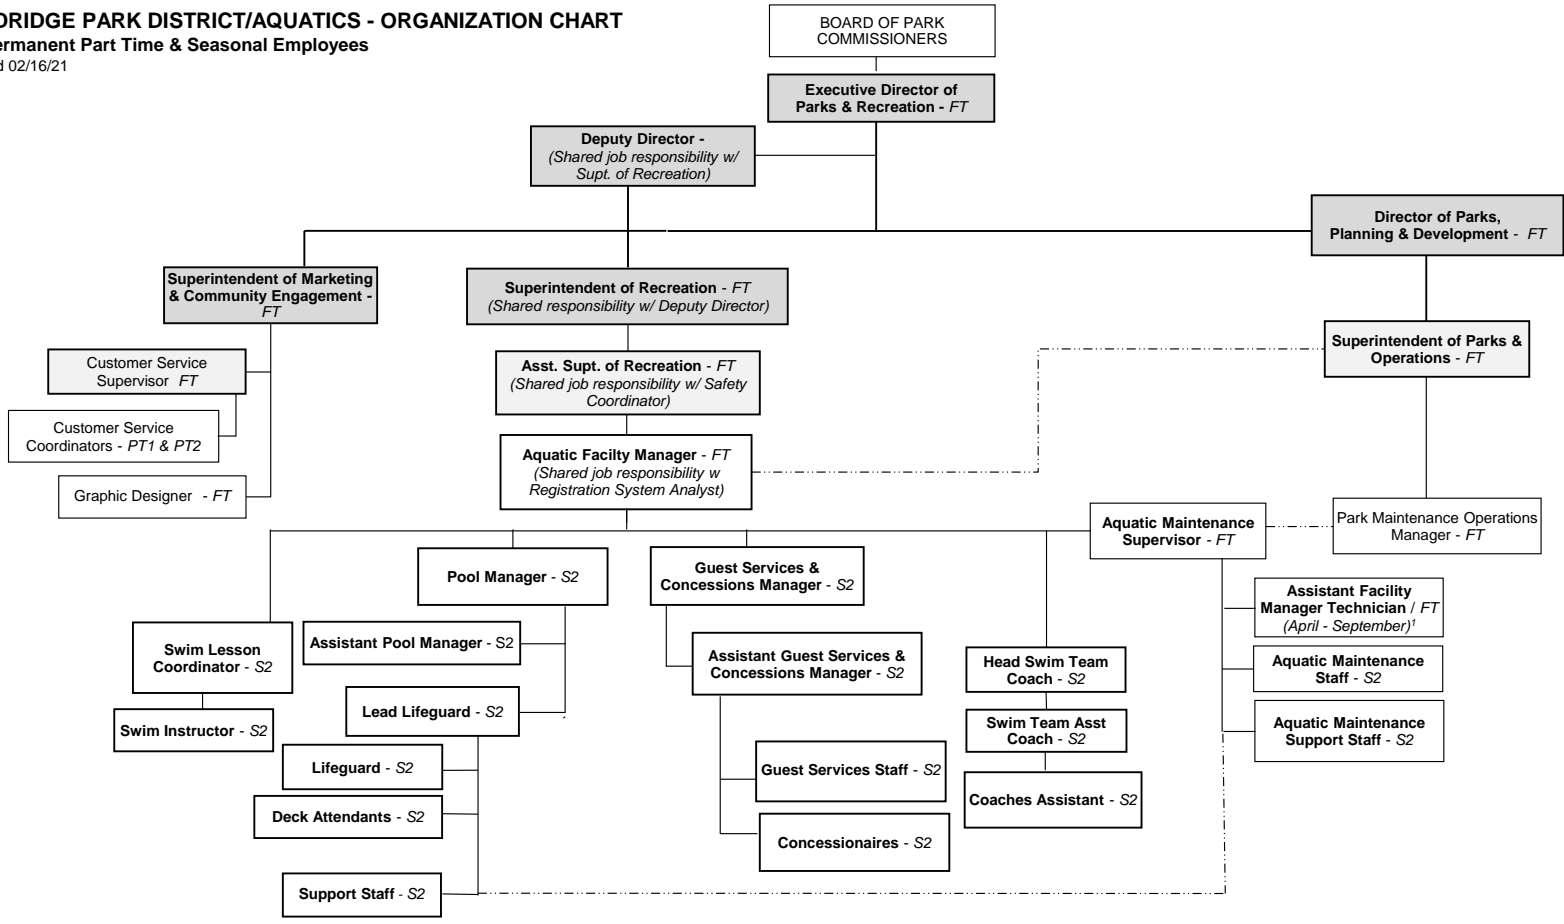 DRIDGE PARK DISTRICT/AQUATICS - ORGANIZATION CHART
ermanent Part Time & Seasonal Employees
d 02/16/21
BOARD OF PARK
COMMISSIONERS
Executive Director of
Parks & Recreation - FT
Deputy Director -
(Shared job responsibility w/
Supt. of Recreation)
Director of Parks,
Planning & Development - FT
Superintendent of Marketing
& Community Engagement -
FT
Superintendent of Recreation - FT
(Shared responsibility w/ Deputy Director)
Superintendent of Parks &
Operations - FT
Customer Service
Supervisor FT
Asst. Supt. of Recreation - FT
(Shared job responsibility w/ Safety
Coordinator)
Customer Service
Coordinators - PT1 & PT2
Aquatic Facilty Manager - FT
(Shared job responsibility w
Registration System Analyst)
Graphic Designer - FT
Aquatic Maintenance
Supervisor - FT
Park Maintenance Operations
Manager - FT
Pool Manager - S2
Guest Services &
Concessions Manager - S2
Assistant Facility
Manager Technician / FT
(April - September)¹
Swim Lesson
Coordinator - S2
Assistant Pool Manager - S2
Assistant Guest Services &
Concessions Manager - S2
Head Swim Team
Coach - S2
Aquatic Maintenance
Staff - S2
Swim Instructor - S2
Lead Lifeguard - S2
Swim Team Asst
Coach - S2
Aquatic Maintenance
Support Staff - S2
Lifeguard - S2
Guest Services Staff - S2
Coaches Assistant - S2
Deck Attendants - S2
Concessionaires - S2
Support Staff - S2